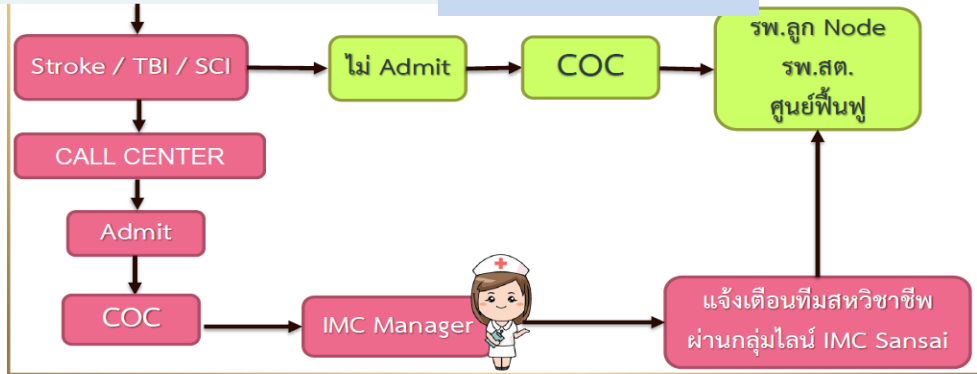 Stroke / TBI / SCI
ไม่ Admit
COC
รพ.ลูก Node
รพ.สต.
ศูนย์ฟื้นฟู
CALL CENTER
Admit
COC
IMC Manager
แจ้งเตือนทีมสหวิชาชีพ
ผ่านกลุ่มไลน์ IMC Sansai